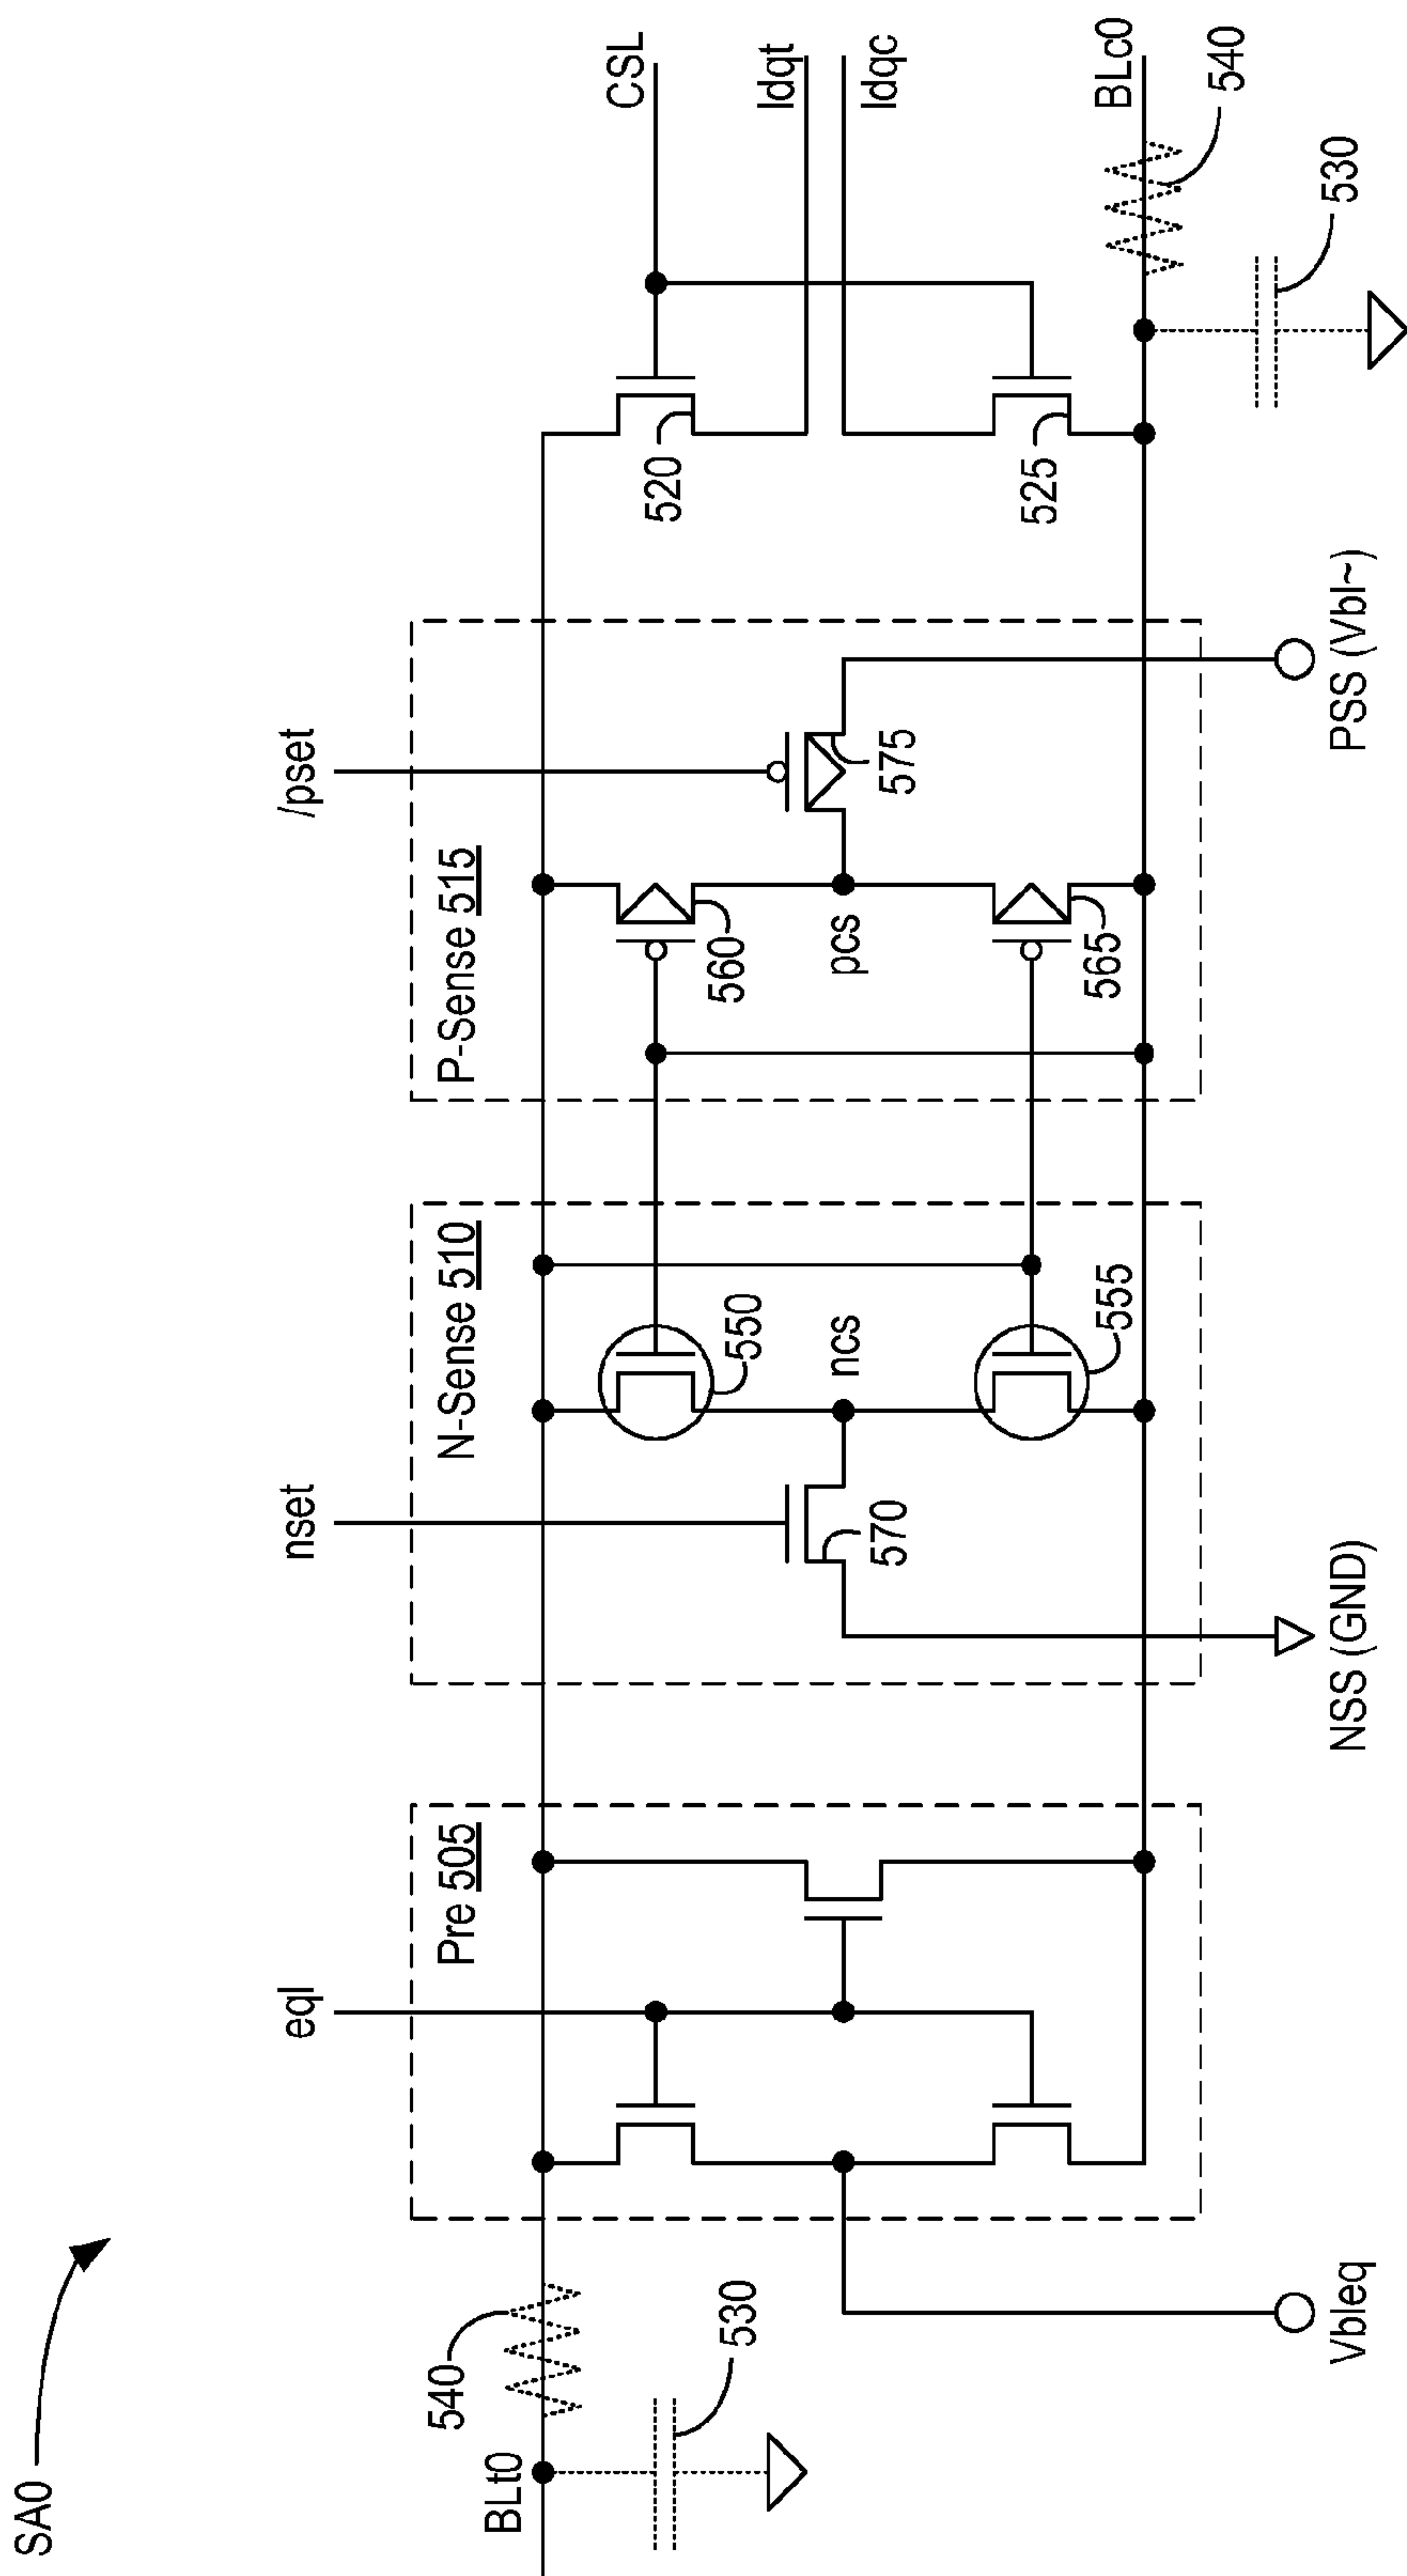 SA0
eql
nset
/pset
Pre 505
N-Sense 510
P-Sense 515
CSL
ldqt
ldqc
BLt0
540
530
550
ncs
555
570
560
pcs
565
575
520
525
BLc0
540
530
Vbleq
NSS (GND)
PSS (Vbl~)